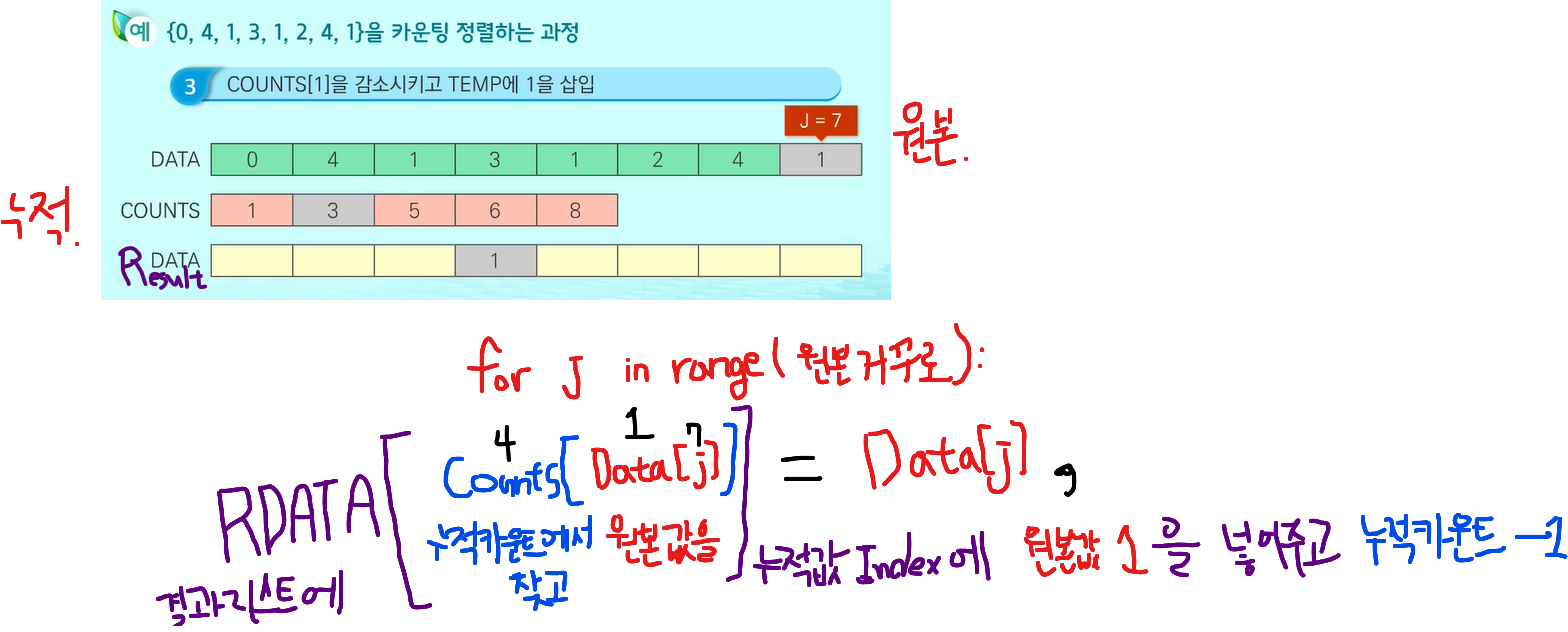 예 {0, 4, 1, 3, 1, 2, 4, 1}을 카운팅 정렬하는 과정
3 COUNTS[1]을 감소시키고 TEMP에 1을 삽입
J = 7
원본.
DATA 0 4 1 3 1 2 4 1
누적.
COUNTS 1 3 5 6 8
DATA 1
Result
for j in range(원본거꾸로):
4 1 7
RDATA[Counts[Data[j]]] = Data[j],
누적카운트에서 원본값을
찾고
결과리스트에 누적값 Index에 원본값 1을 넣어주고 누적카운트 -1